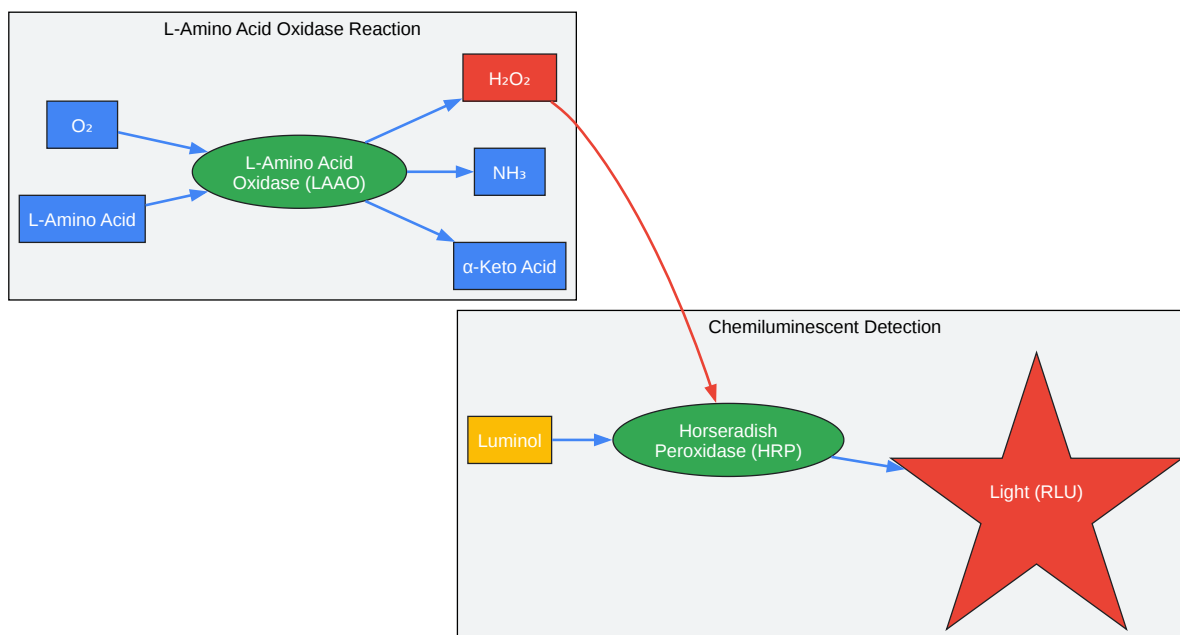 L-Amino Acid Oxidase Reaction
H₂O₂
O₂
L-Amino Acid
Oxidase (LAAO)
NH₃
L-Amino Acid
α-Keto Acid
Chemiluminescent Detection
Luminol
Horseradish
Peroxidase (HRP)
Light (RLU)